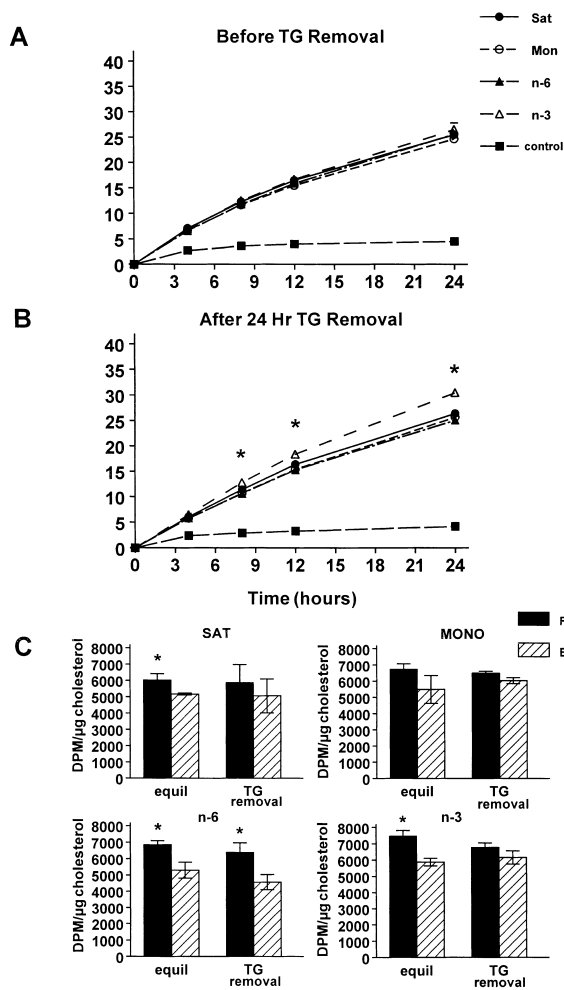 A
Before TG Removal
Sat
Mon
n-6
n-3
control
40
35
30
25
20
15
10
5
0
0 3 6 9 12 15 18 21 24
B
After 24 Hr TG Removal
40
35
30
25
20
15
10
5
0
* * *
0 3 6 9 12 15 18 21 24
Time (hours)
C
SAT
DPM/µg cholesterol
8000
7000
6000
5000
4000
3000
2000
1000
0
*
equil TG removal
MONO
DPM/µg cholesterol
8000
7000
6000
5000
4000
3000
2000
1000
0
equil TG removal
F
E
n-6
DPM/µg cholesterol
8000
7000
6000
5000
4000
3000
2000
1000
0
* *
equil TG removal
n-3
DPM/µg cholesterol
8000
7000
6000
5000
4000
3000
2000
1000
0
*
equil TG removal